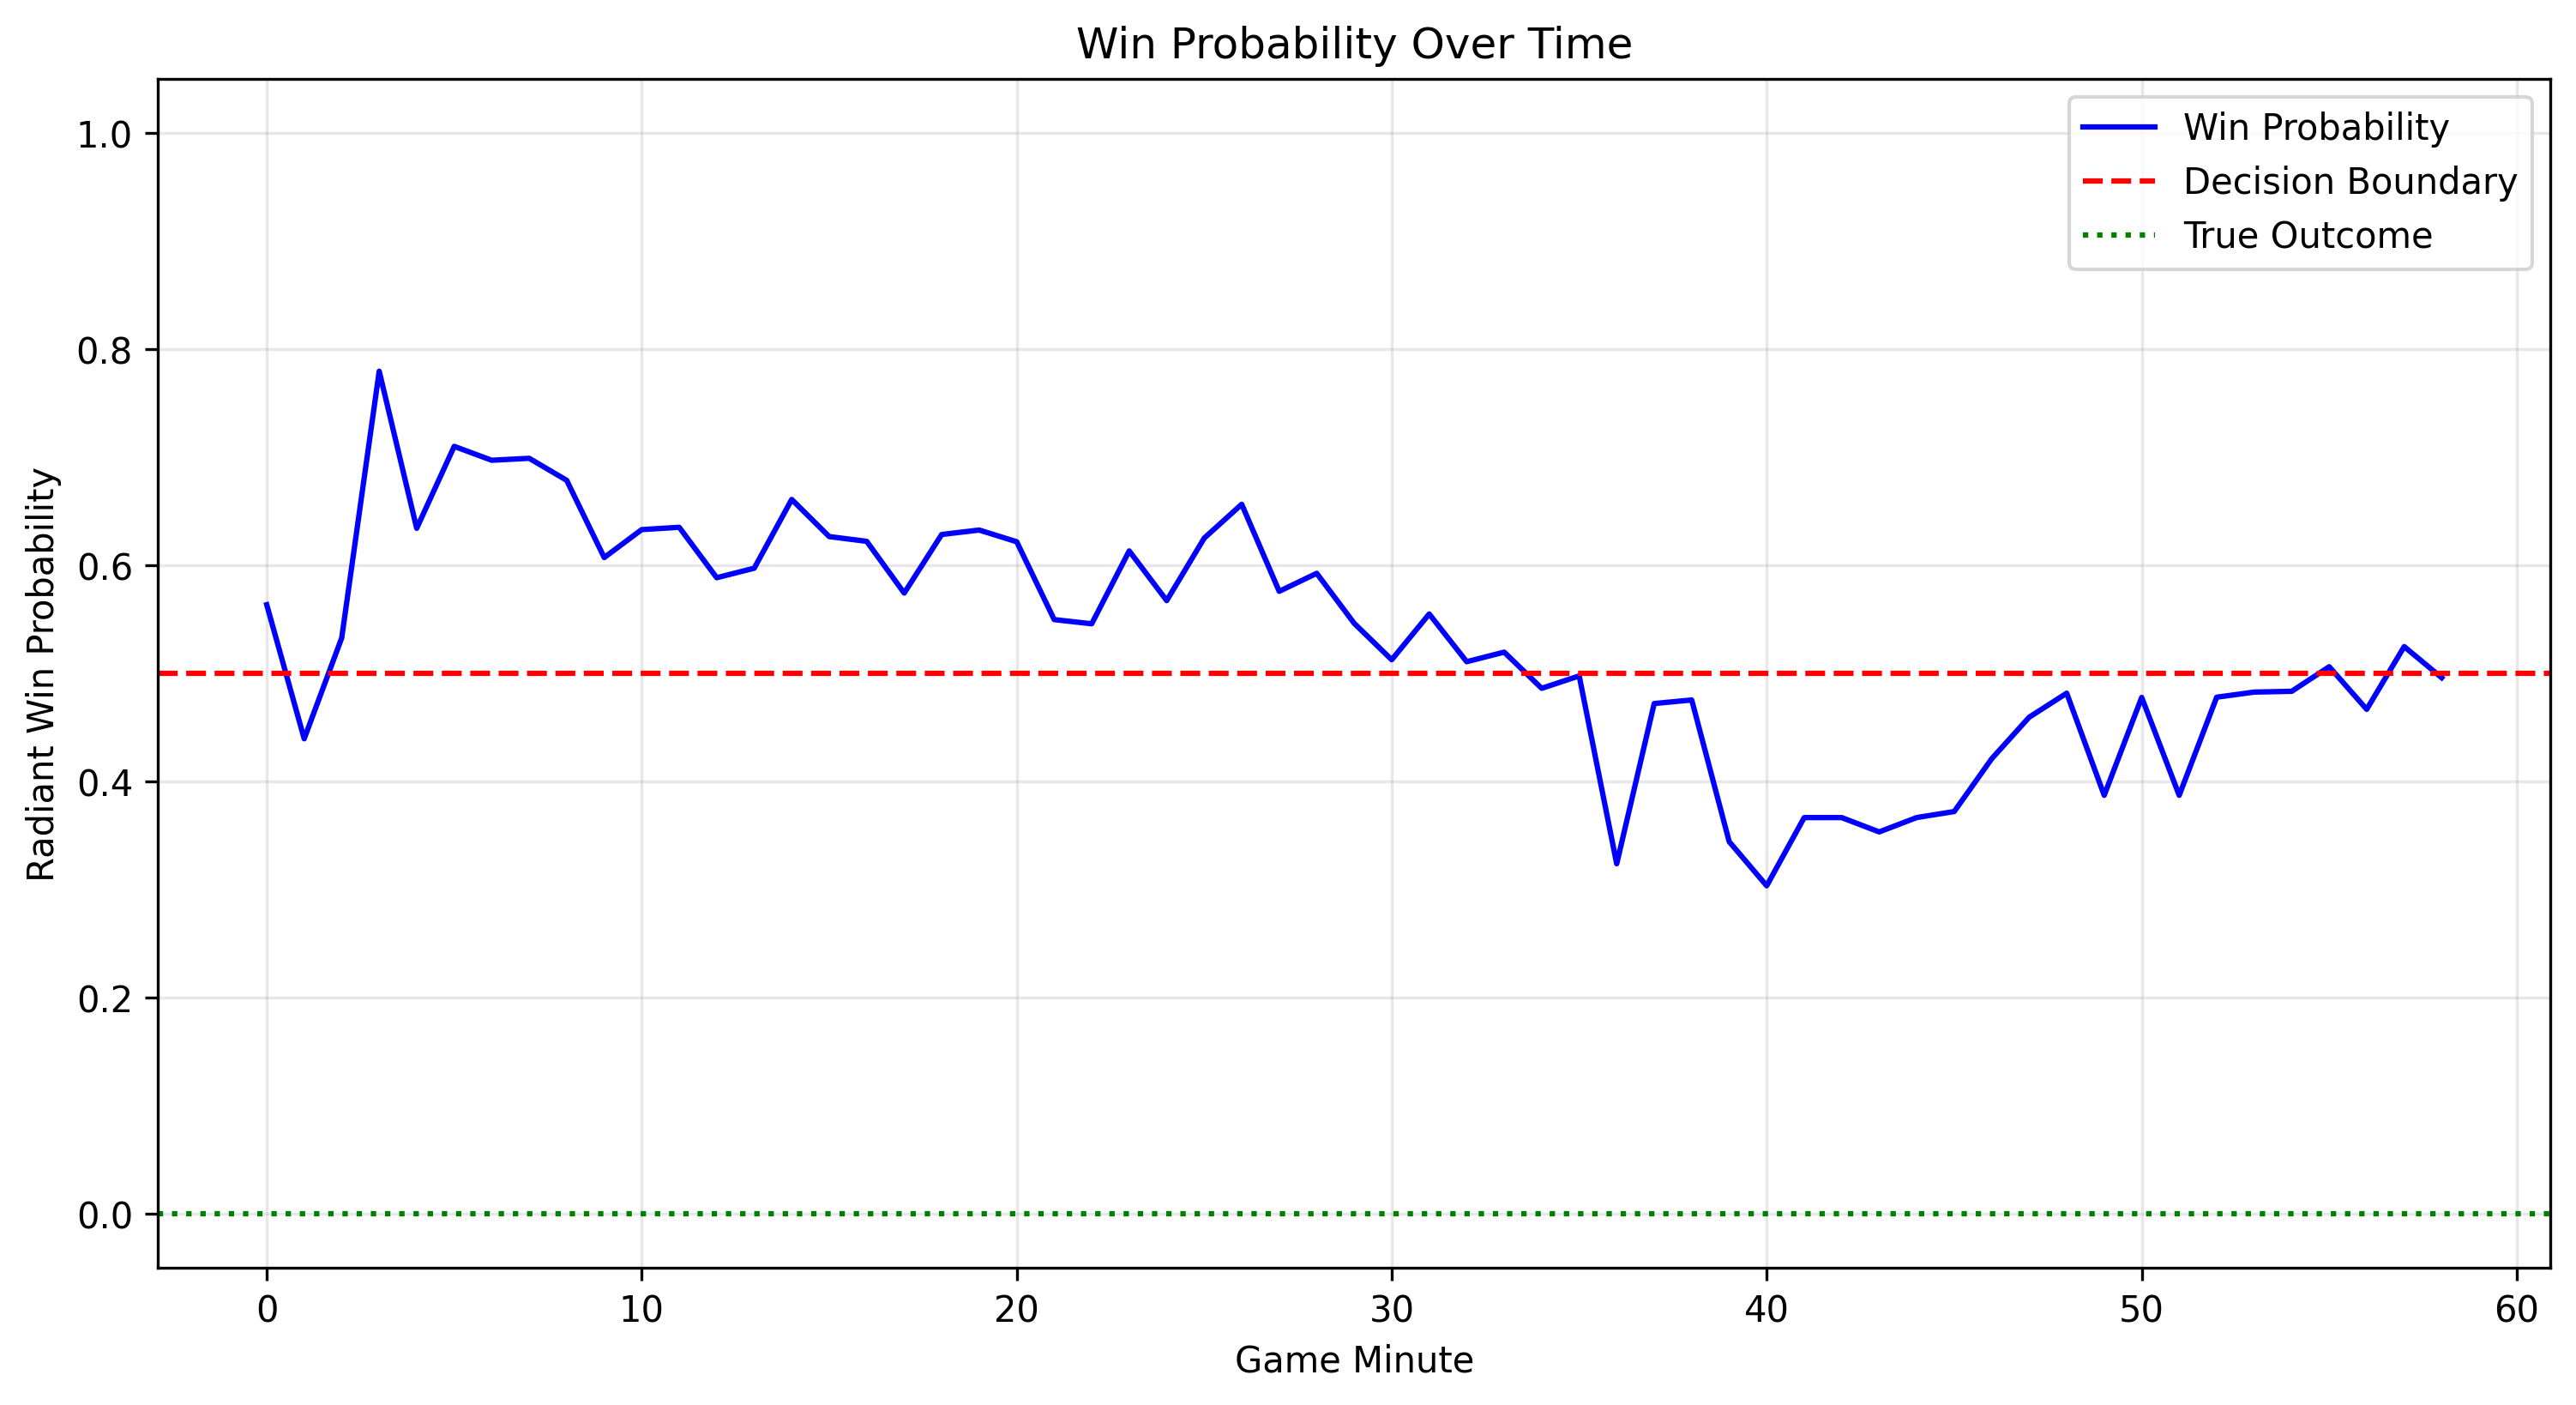 Win Probability Over Time
Win Probability
Decision Boundary
True Outcome
Radiant Win Probability
1.0
0.8
0.6
0.4
0.2
0.0
0 10 20 30 40 50 60
Game Minute